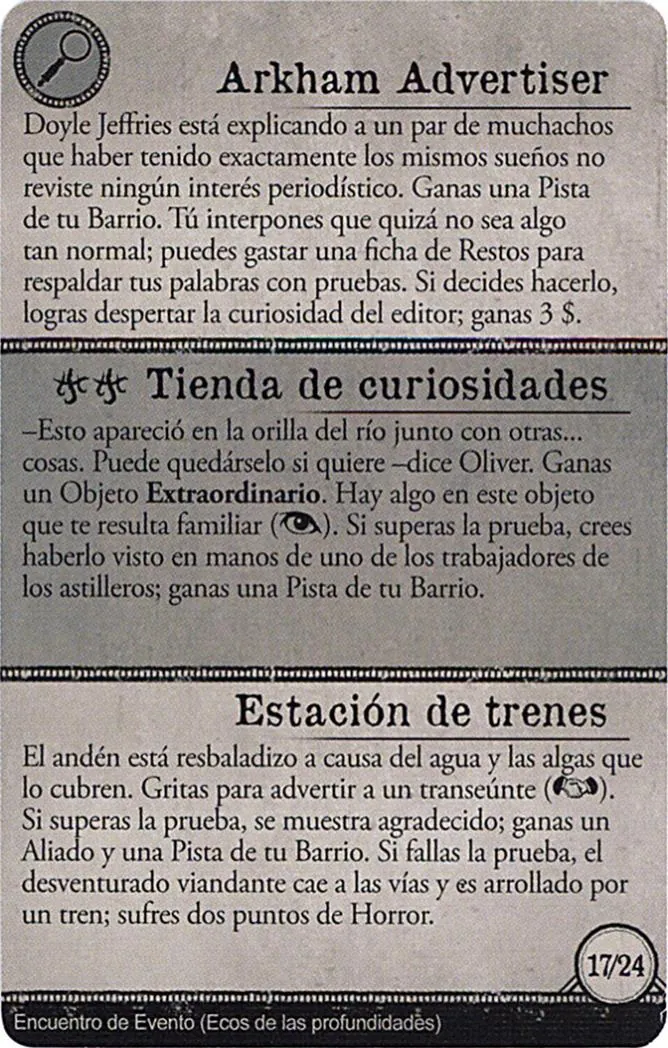 Arkham Advertiser
Doyle Jeffries está explicando a un par de muchachos
que haber tenido exactamente los mismos sueños no
reviste ningún interés periodístico. Ganas una Pista
de tu Barrio. Tú interpones que quizá no sea algo
tan normal; puedes gastar una ficha de Restos para
respaldar tus palabras con pruebas. Si decides hacerlo,
logras despertar la curiosidad del editor; ganas 3 $.
Tienda de curiosidades
–Esto apareció en la orilla del río junto con otras...
cosas. Puede quedárselo si quiere –dice Oliver. Ganas
un Objeto Extraordinario. Hay algo en este objeto
que te resulta familiar ( ). Si superas la prueba, crees
haberlo visto en manos de uno de los trabajadores de
los astilleros; ganas una Pista de tu Barrio.
Estación de trenes
El andén está resbaladizo a causa del agua y las algas que
lo cubren. Gritas para advertir a un transeúnte ( ).
Si superas la prueba, se muestra agradecido; ganas un
Aliado y una Pista de tu Barrio. Si fallas la prueba, el
desventurado viandante cae a las vías y es arrollado por
un tren; sufres dos puntos de Horror.
17/24
Encuentro de Evento (Ecos de las profundidades)